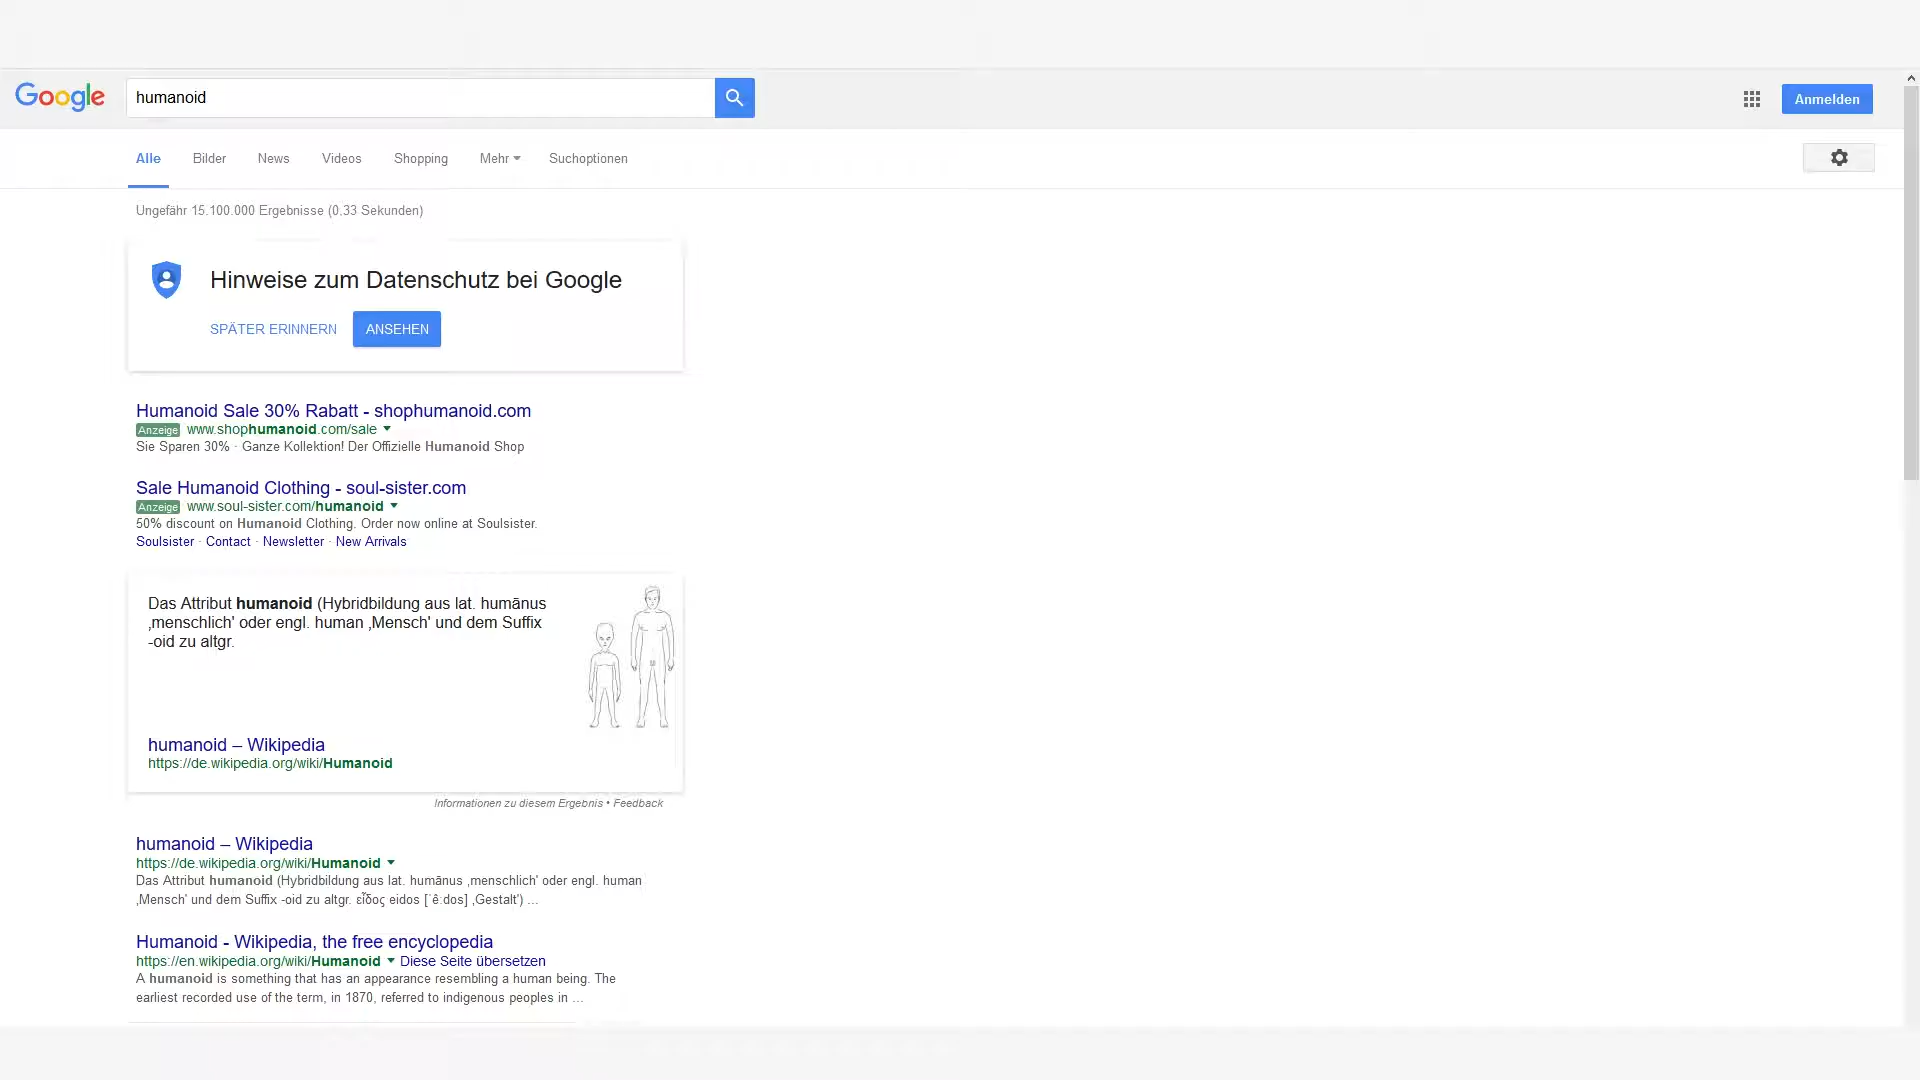 Google
humanoid
Anmelden
Alle Bilder News Videos Shopping Mehr Suchoptionen
Ungefähr 15.100.000 Ergebnisse (0,33 Sekunden)
Hinweise zum Datenschutz bei Google
SPÄTER ERINNERN ANSEHEN
Humanoid Sale 30% Rabatt - shophumanoid.com
Anzeige www.shophumanoid.com/sale
Sie Sparen 30% · Ganze Kollektion! Der Offizielle Humanoid Shop
Sale Humanoid Clothing - soul-sister.com
Anzeige www.soul-sister.com/humanoid
50% discount on Humanoid Clothing. Order now online at Soulsister.
Soulsister · Contact · Newsletter · New Arrivals
Das Attribut humanoid (Hybridbildung aus lat. humānus
‚menschlich' oder engl. human ‚Mensch' und dem Suffix
-oid zu altgr.
humanoid – Wikipedia
https://de.wikipedia.org/wiki/Humanoid
Informationen zu diesem Ergebnis • Feedback
humanoid – Wikipedia
https://de.wikipedia.org/wiki/Humanoid
Das Attribut humanoid (Hybridbildung aus lat. humānus ‚menschlich' oder engl. human
‚Mensch' und dem Suffix -oid zu altgr. εἶδος eidos [ˈê:dos] ‚Gestalt') ...
Humanoid - Wikipedia, the free encyclopedia
https://en.wikipedia.org/wiki/Humanoid Diese Seite übersetzen
A humanoid is something that has an appearance resembling a human being. The
earliest recorded use of the term, in 1870, referred to indigenous peoples in ...